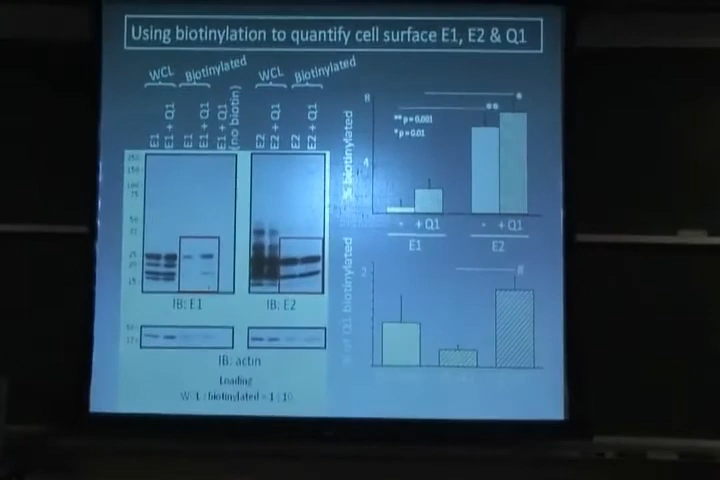 Using biotinylation to quantify cell surface E1, E2 & Q1
WCL
Biotinylated
WCL
Biotinylated
E1
E1 + Q1
E1
E1 + Q1
E1 + Q1
(no biotin)
E2
E2 + Q1
E2
E2 + Q1
250
150
100
75
25
20
15
IB: E1
IB: E2
IB: actin
Loading
biotinylated = 1 : 10
8
4
% biotinylated
** p = 0.001
* p = 0.01
**
*
- + Q1
- + Q1
E1
E2
2
of Q1 biotinylated
#